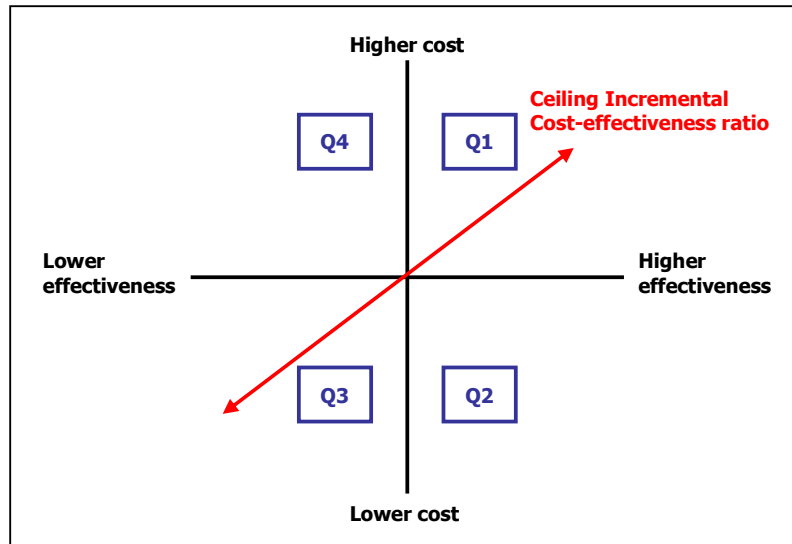 Higher cost
Ceiling Incremental
Cost-effectiveness ratio
Q4
Q1
Lower
effectiveness
Higher
effectiveness
Q3
Q2
Lower cost